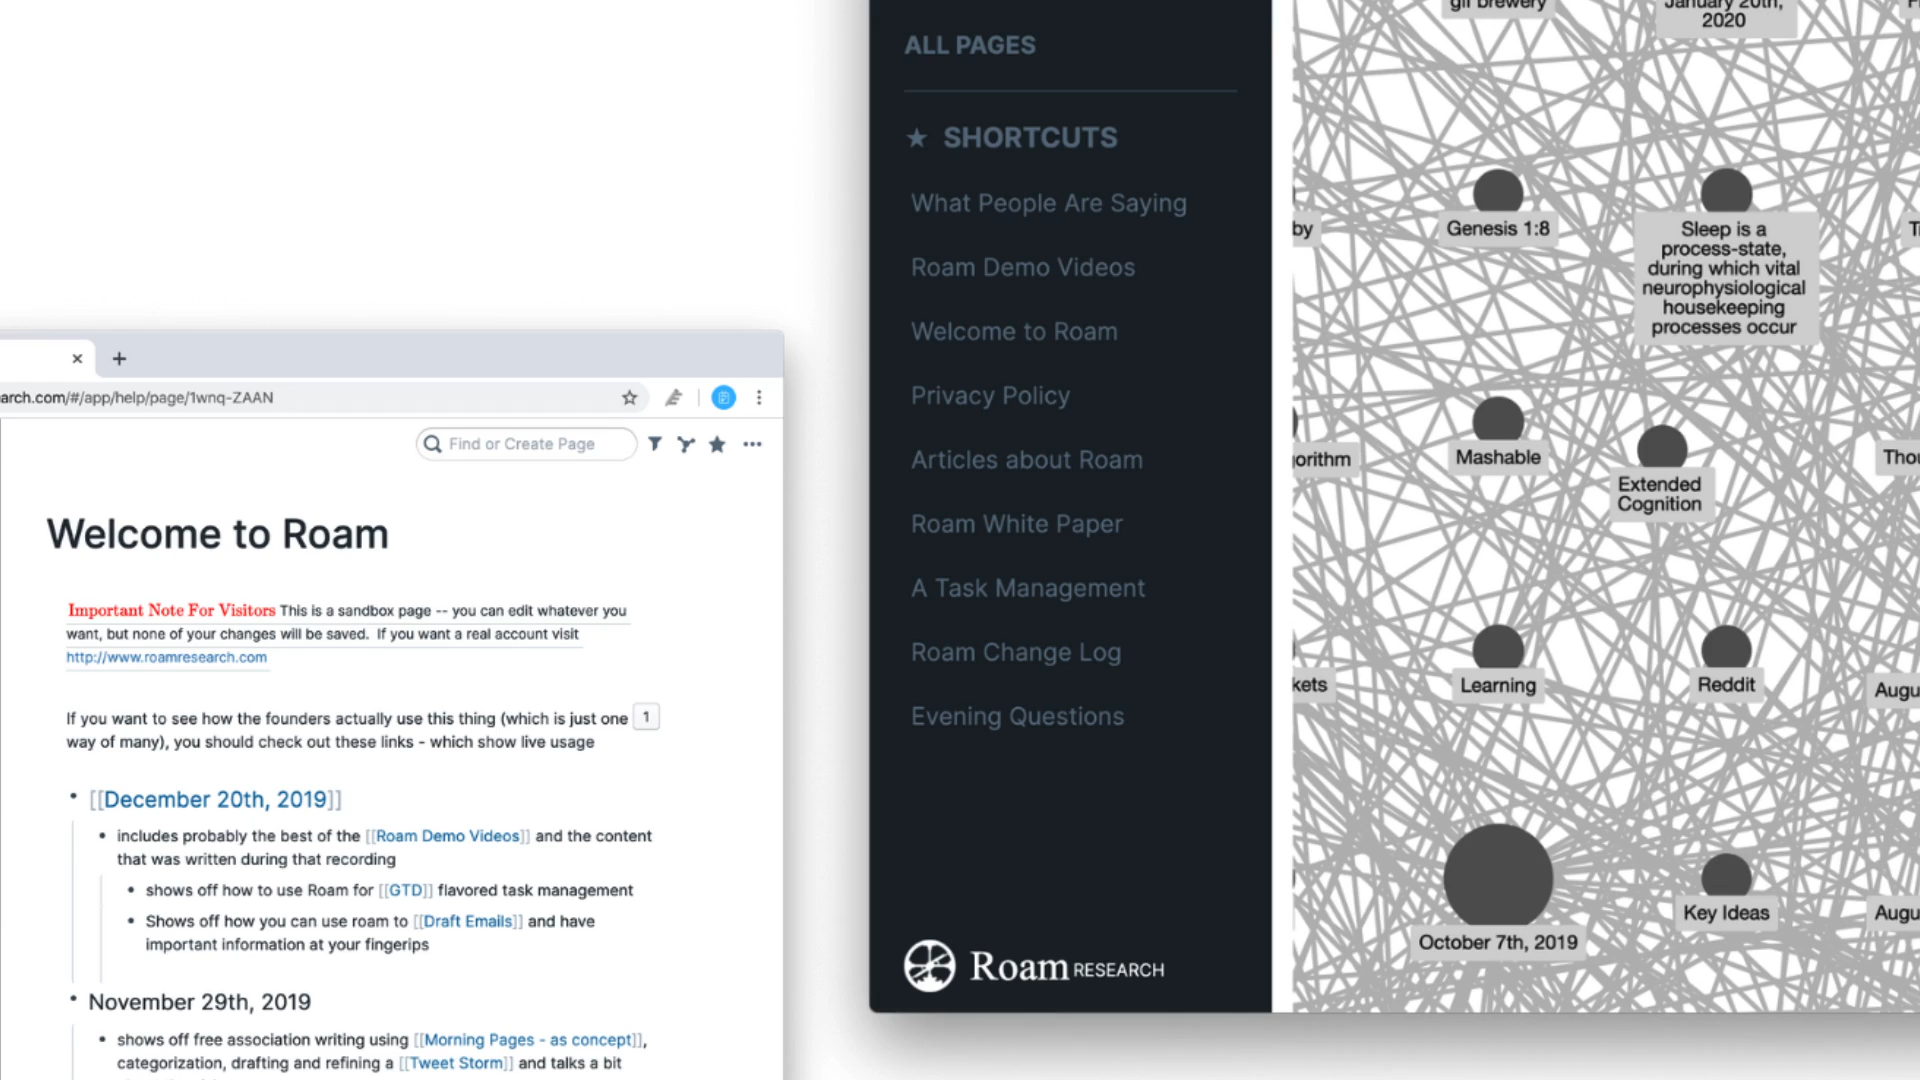 arch.com/#/app/help/page/1wnq-ZAAN
Find or Create Page
Welcome to Roam
Important Note For Visitors This is a sandbox page -- you can edit whatever you
want, but none of your changes will be saved. If you want a real account visit
http://www.roamresearch.com
If you want to see how the founders actually use this thing (which is just one 1
way of many), you should check out these links - which show live usage
[[December 20th, 2019]]
includes probably the best of the [[Roam Demo Videos]] and the content
that was written during that recording
shows off how to use Roam for [[GTD]] flavored task management
Shows off how you can use roam to [[Draft Emails]] and have
important information at your fingerips
November 29th, 2019
shows off free association writing using [[Morning Pages - as concept]],
categorization, drafting and refining a [[Tweet Storm]] and talks a bit
ALL PAGES
★ SHORTCUTS
What People Are Saying
Roam Demo Videos
Welcome to Roam
Privacy Policy
Articles about Roam
Roam White Paper
A Task Management
Roam Change Log
Evening Questions
Roam RESEARCH
gif brewery
January 20th,
2020
by
Genesis 1:8
Sleep is a
process-state,
during which vital
neurophysiological
housekeeping
processes occur
orithm
Mashable
Extended
Cognition
Thou
kets
Learning
Reddit
Augu
October 7th, 2019
Key Ideas
Augu